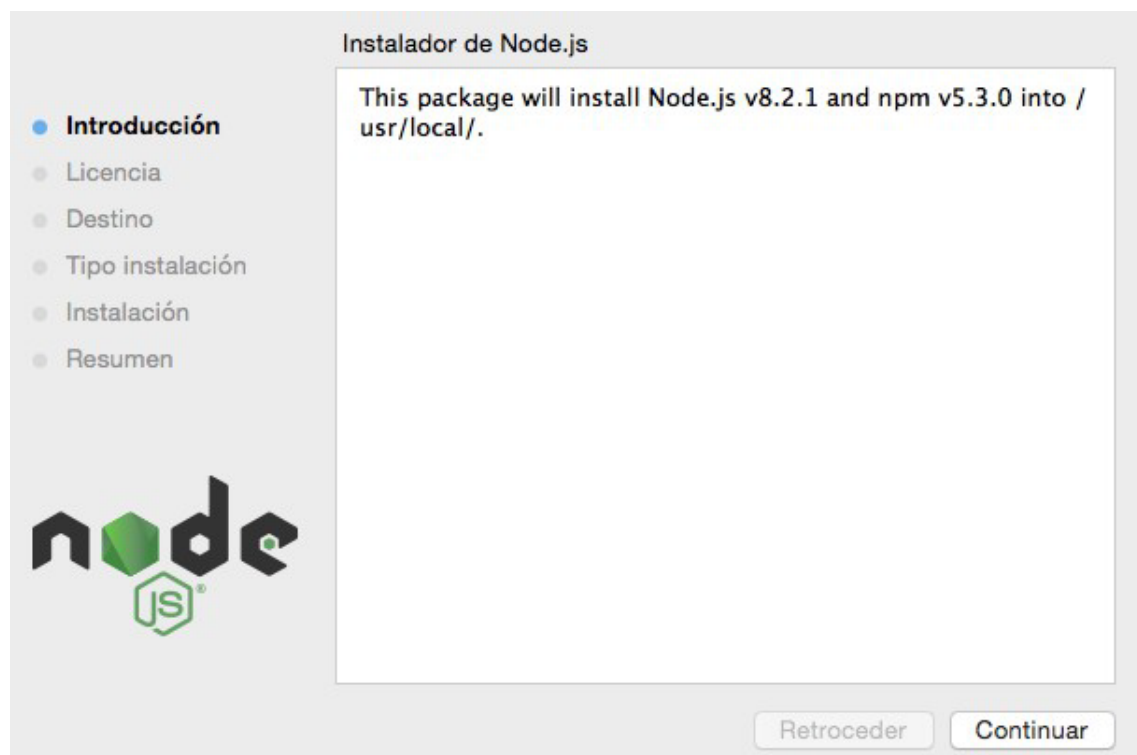 Instalador de Node.js
This package will install Node.js v8.2.1 and npm v5.3.0 into /
usr/local/.
Introducción
Licencia
Destino
Tipo instalación
Instalación
Resumen
node
JS®
Retroceder
Continuar